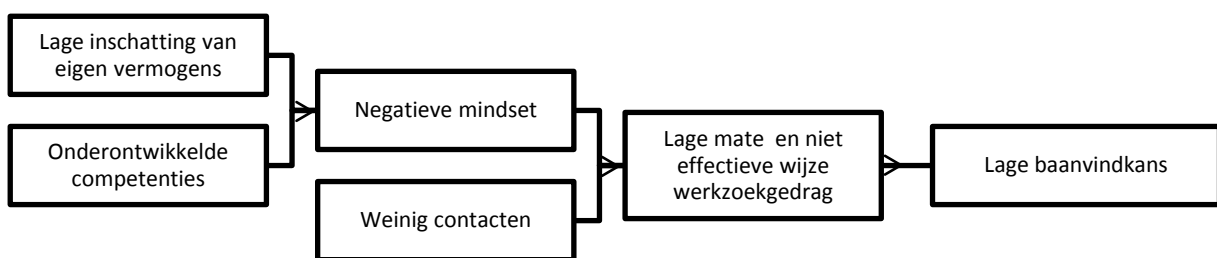 Lage inschatting van
eigen vermogens
Onderontwikkelde
competenties
Negatieve mindset
Weinig contacten
Lage mate  en niet
effectieve wijze
werkzoekgedrag
Lage baanvindkans